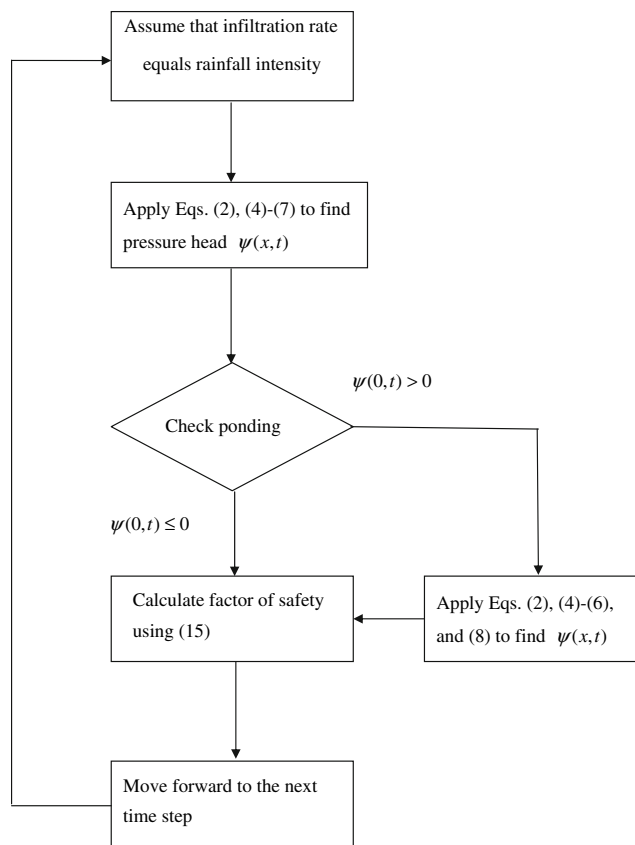 Assume that infiltration rate
equals rainfall intensity
Apply Eqs. (2), (4)-(7) to find
pressure head ψ(x,t)
ψ(0,t) > 0
Check ponding
ψ(0,t) ≤ 0
Calculate factor of safety
using (15)
Apply Eqs. (2), (4)-(6),
and (8) to find ψ(x,t)
Move forward to the next
time step